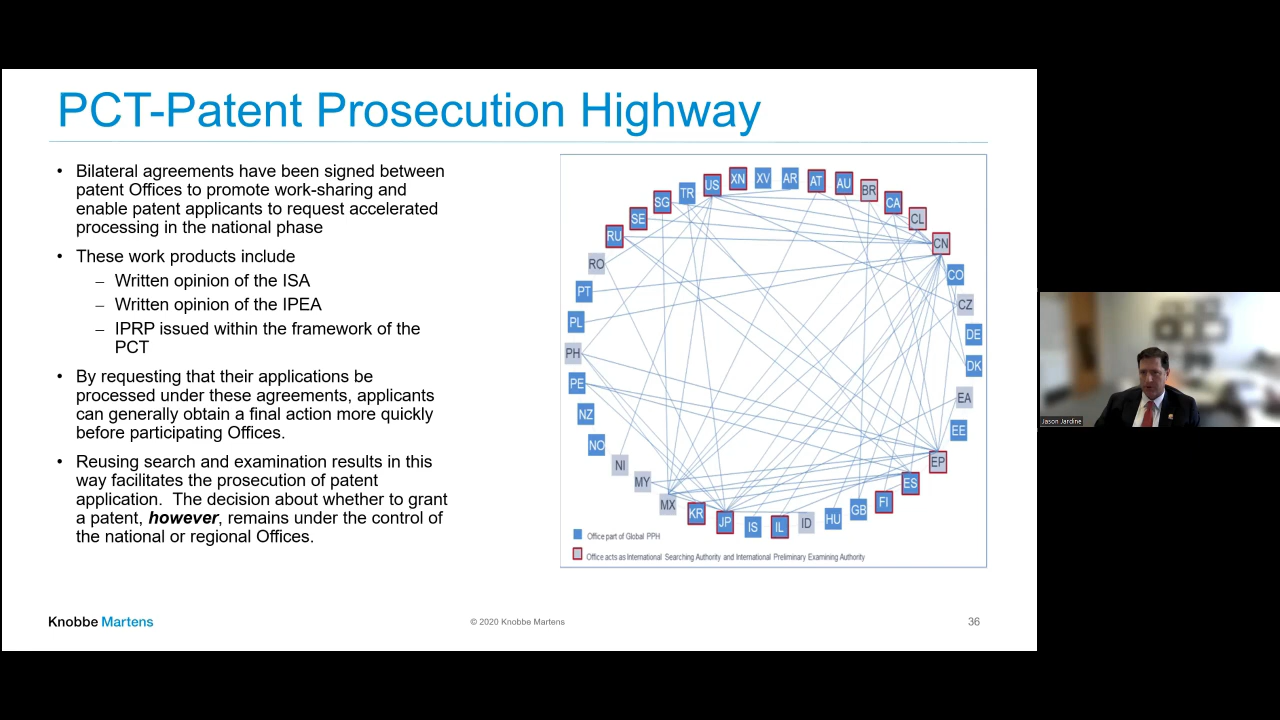 PCT-Patent Prosecution Highway
• Bilateral agreements have been signed between
patent Offices to promote work-sharing and
enable patent applicants to request accelerated
processing in the national phase
• These work products include
– Written opinion of the ISA
– Written opinion of the IPEA
– IPRP issued within the framework of the
PCT
• By requesting that their applications be
processed under these agreements, applicants
can generally obtain a final action more quickly
before participating Offices.
• Reusing search and examination results in this
way facilitates the prosecution of patent
application. The decision about whether to grant
a patent, however, remains under the control of
the national or regional Offices.
XN
XV
AR
AT
AU
BR
CA
CL
CN
CO
CZ
DE
DK
EA
EE
EP
ES
FI
GB
HU
ID
IL
IS
JP
KR
MX
MY
NI
NO
NZ
PE
PH
PL
PT
RO
RU
SE
SG
TR
US
Office part of Global PPH
Office acts as International Searching Authority and International Preliminary Examining Authority
Knobbe Martens
© 2020 Knobbe Martens
36
Jason Jardine